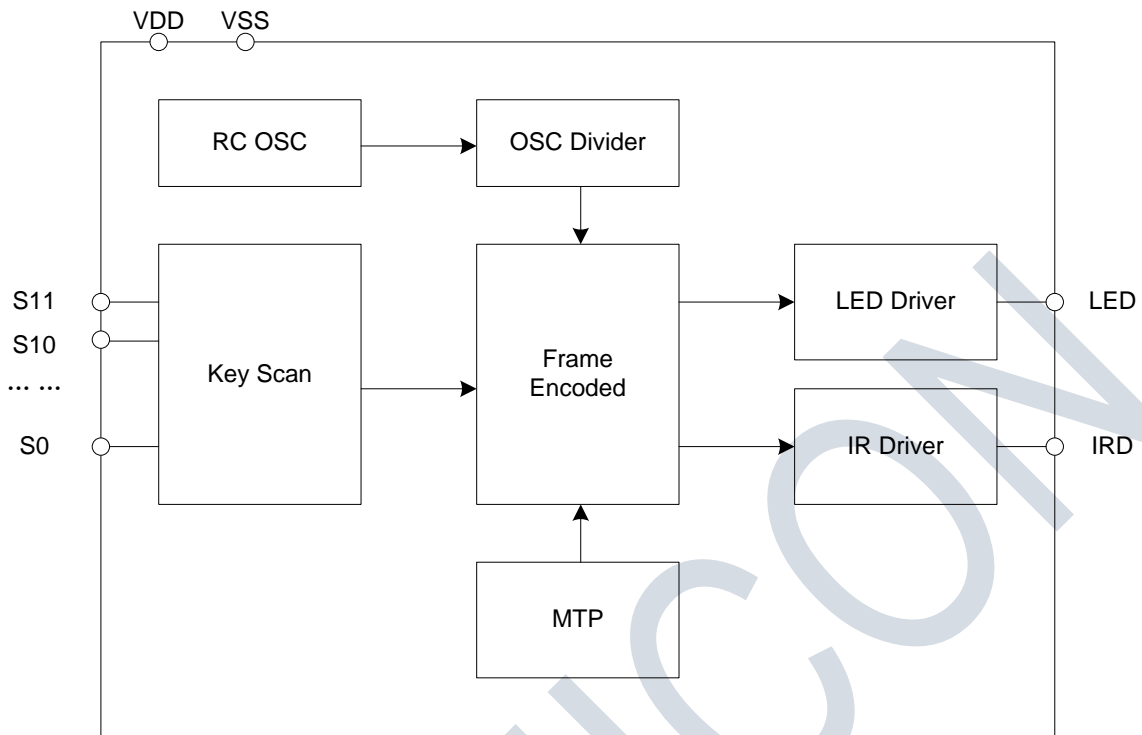 VDD VSS
RC OSC
OSC Divider
S11
S10
... ...
S0
Key Scan
Frame
Encoded
LED Driver
LED
IR Driver
IRD
MTP